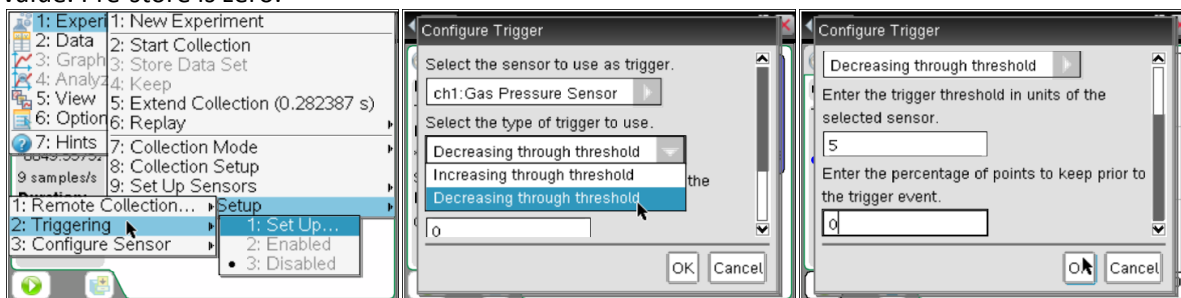 1: Experi
2: Data
3: Graph
4: Analyz
5: View
6: Option
7: Hints
9 samples/s
1: New Experiment
2: Start Collection
3: Store Data Set
4: Keep
5: Extend Collection (0.282387 s)
6: Replay
7: Collection Mode
8: Collection Setup
9: Set Up Sensors
Setup
1: Remote Collection...
2: Triggering
3: Configure Sensor
1: Set Up...
2: Enabled
3: Disabled
Configure Trigger
Select the sensor to use as trigger.
ch1:Gas Pressure Sensor
Select the type of trigger to use.
Decreasing through threshold
Increasing through threshold
Decreasing through threshold
the
0
OK Cancel
Configure Trigger
Decreasing through threshold
Enter the trigger threshold in units of the
selected sensor.
5
Enter the percentage of points to keep prior to
the trigger event.
0
OK Cancel